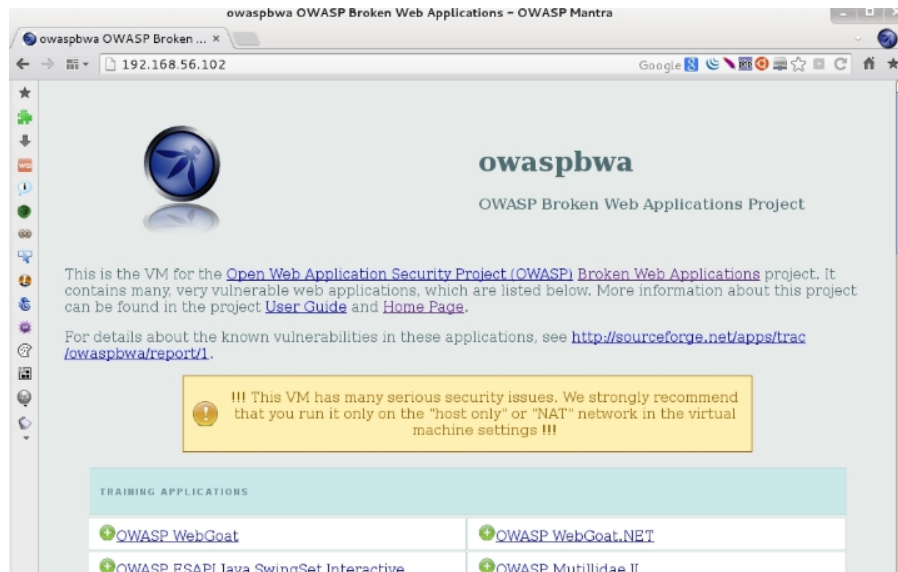 owaspbwa OWASP Broken Web Applications – OWASP Mantra
owaspbwa OWASP Broken ... ×
192.168.56.102
Google
owaspbwa
OWASP Broken Web Applications Project
This is the VM for the Open Web Application Security Project (OWASP) Broken Web Applications project. It
contains many, very vulnerable web applications, which are listed below. More information about this project
can be found in the project User Guide and Home Page.
For details about the known vulnerabilities in these applications, see http://sourceforge.net/apps/trac
/owaspbwa/report/1.
!!! This VM has many serious security issues. We strongly recommend
that you run it only on the "host only" or "NAT" network in the virtual
machine settings !!!
TRAINING APPLICATIONS
OWASP WebGoat
OWASP WebGoat.NET
OWASP ESAPI Java SwingSet Interactive
OWASP Mutillidae II